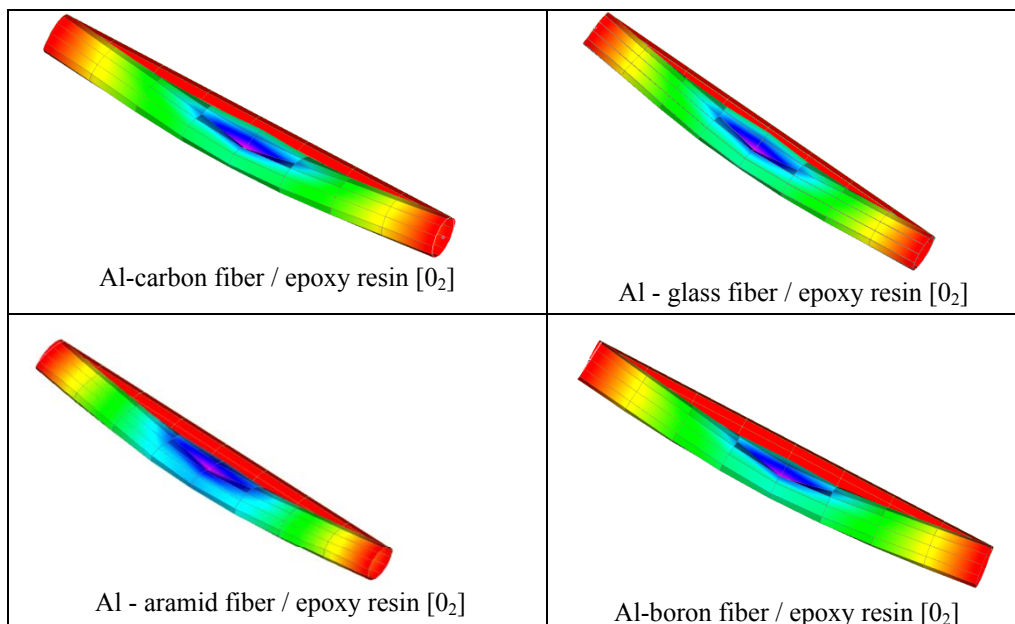 Al-carbon fiber / epoxy resin [0₂]
Al - glass fiber / epoxy resin [0₂]
Al - aramid fiber / epoxy resin [0₂]
Al-boron fiber / epoxy resin [0₂]